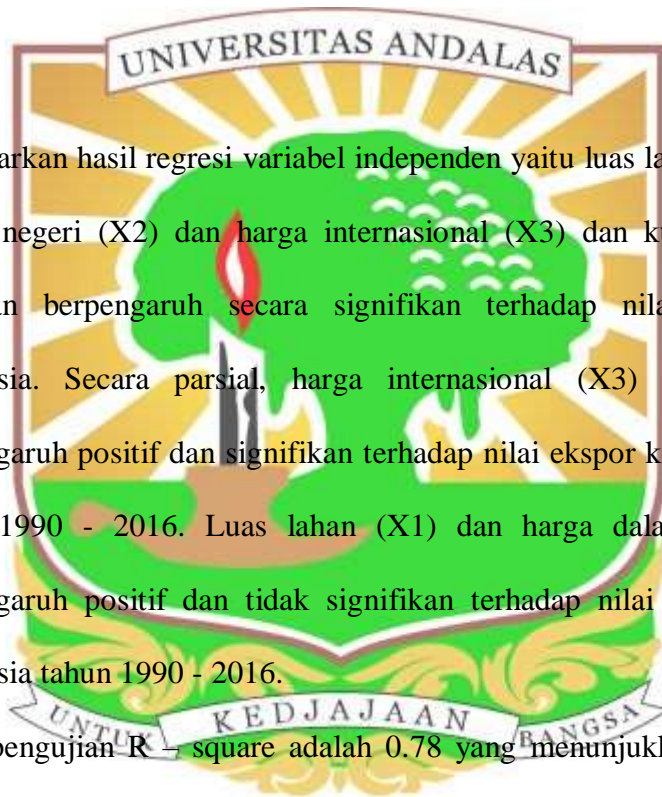 UNIVERSITAS ANDALAS
arkan hasil regresi variabel independen yaitu luas la
negeri (X2) dan harga internasional (X3) dan ku
n berpengaruh secara signifikan terhadap nila
sia. Secara parsial, harga internasional (X3)
garuh positif dan signifikan terhadap nilai ekspor k
1990 - 2016. Luas lahan (X1) dan harga dala
garuh positif dan tidak signifikan terhadap nilai
sia tahun 1990 - 2016.
UNTUK KEDJAJAAN BANGSA
pengujian R – square adalah 0.78 yang menunjuk